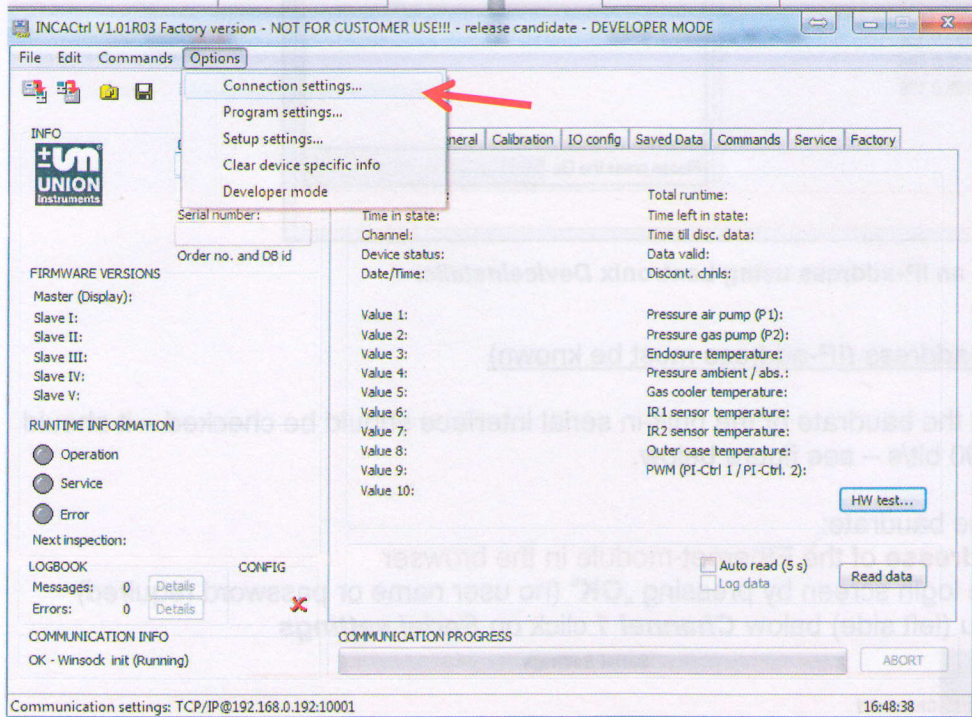 INCACtrl V1.01R03 Factory version - NOT FOR CUSTOMER USE!!! - release candidate - DEVELOPER MODE
File Edit Commands Options
Connection settings...
Program settings...
Setup settings...
Clear device specific info
Developer mode
INFO
UNION
Instruments
neral Calibration IO config Saved Data Commands Service Factory
Serial number:
Order no. and DB id
FIRMWARE VERSIONS
Master (Display):
Slave I:
Slave II:
Slave III:
Slave IV:
Slave V:
RUNTIME INFORMATION
Operation
Service
Error
Next inspection:
LOGBOOK CONFIG
Messages: 0 Details
Errors: 0 Details
Time in state:
Channel:
Device status:
Date/Time:
Value 1:
Value 2:
Value 3:
Value 4:
Value 5:
Value 6:
Value 7:
Value 8:
Value 9:
Value 10:
Total runtime:
Time left in state:
Time till disc. data:
Data valid:
Discont. chnls:
Pressure air pump (P1):
Pressure gas pump (P2):
Enclosure temperature:
Pressure ambient / abs.:
Gas cooler temperature:
IR1 sensor temperature:
IR2 sensor temperature:
Outer case temperature:
PWM (PI-Ctrl 1 / PI-Ctrl. 2):
HW test...
Auto read (5 s)
Log data
Read data
COMMUNICATION INFO
OK - Winsock init (Running)
COMMUNICATION PROGRESS
ABORT
Communication settings: TCP/IP@192.168.0.192:10001
16:48:38